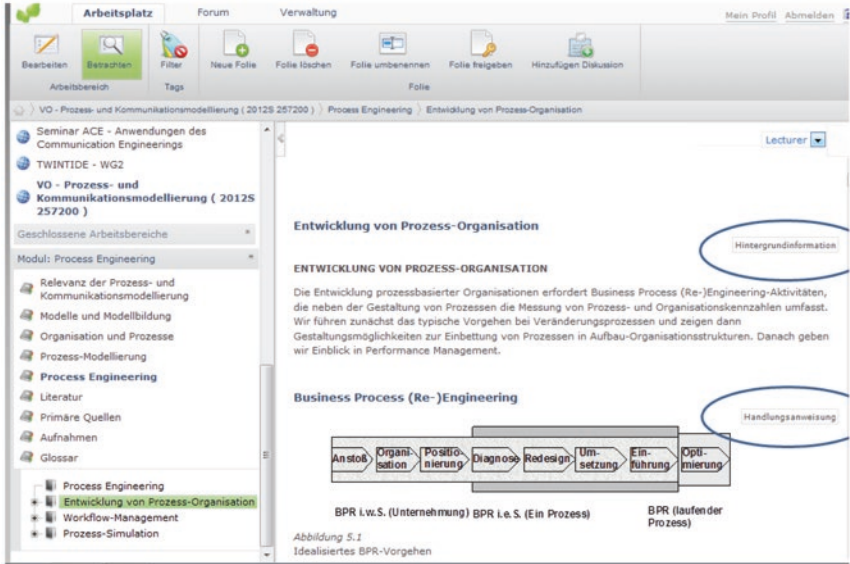 Arbeitsplatz Forum Verwaltung
Mein Profil Abmelden
Bearbeiten Betrachten Filter Neue Folie Folie löschen Folie umbenennen Folie freigeben Hinzufügen Diskussion
Arbeitsbereich Tags Folie
VO - Prozess- und Kommunikationsmodellierung ( 2012S 257200 ) Process Engineering Entwicklung von Prozess-Organisation
Seminar ACE - Anwendungen des
Communication Engineerings
TWINTIDE - WG2
VO - Prozess- und
Kommunikationsmodellierung ( 2012S
257200 )
Geschlossene Arbeitsbereiche
Modul: Process Engineering
Relevanz der Prozess- und
Kommunikationsmodellierung
Modelle und Modellbildung
Organisation und Prozesse
Prozess-Modellierung
Process Engineering
Literatur
Primäre Quellen
Aufnahmen
Glossar
Process Engineering
Entwicklung von Prozess-Organisation
Workflow-Management
Prozess-Simulation
Lecturer
Entwicklung von Prozess-Organisation
Hintergrundinformation
ENTWICKLUNG VON PROZESS-ORGANISATION
Die Entwicklung prozessbasierter Organisationen erfordert Business Process (Re-)Engineering-Aktivitäten,
die neben der Gestaltung von Prozessen die Messung von Prozess- und Organisationskennzahlen umfasst.
Wir führen zunächst das typische Vorgehen bei Veränderungsprozessen und zeigen dann
Gestaltungsmöglichkeiten zur Einbettung von Prozessen in Aufbau-Organisationsstrukturen. Danach geben
wir Einblick in Performance Management.
Business Process (Re-)Engineering
Handlungsanweisung
Anstoß Organi- Positio- Diagnose Redesign Um- Ein- Opti-
sation nierung setzung führung mierung
BPR i.w.S. (Unternehmung) BPR i.e.S. (Ein Prozess) BPR (laufender
Prozess)
Abbildung 5.1
Idealisiertes BPR-Vorgehen